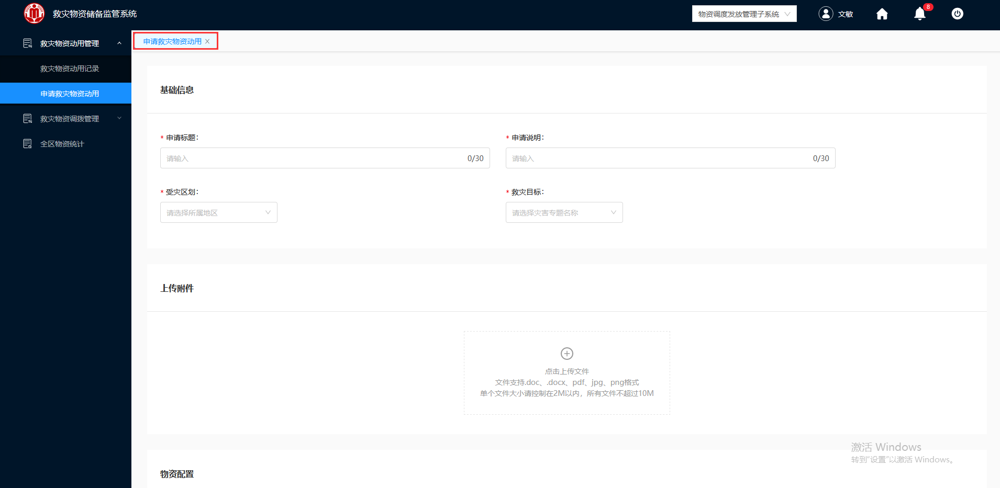 救灾物资储备监管系统
物资调度发放管理子系统
文敏
8
救灾物资动用管理
救灾物资动用记录
申请救灾物资动用
救灾物资调拨管理
全区物资统计
申请救灾物资动用
基础信息
* 申请标题：
请输入 0/30
* 申请说明：
请输入 0/30
* 受灾区划：
请选择所属地区
* 救灾目标：
请选择灾害专题名称
上传附件
点击上传文件
文件支持.doc、.docx、pdf、jpg、png格式
单个文件大小请控制在2M以内，所有文件不超过10M
物资配置
激活 Windows
转到“设置”以激活 Windows。